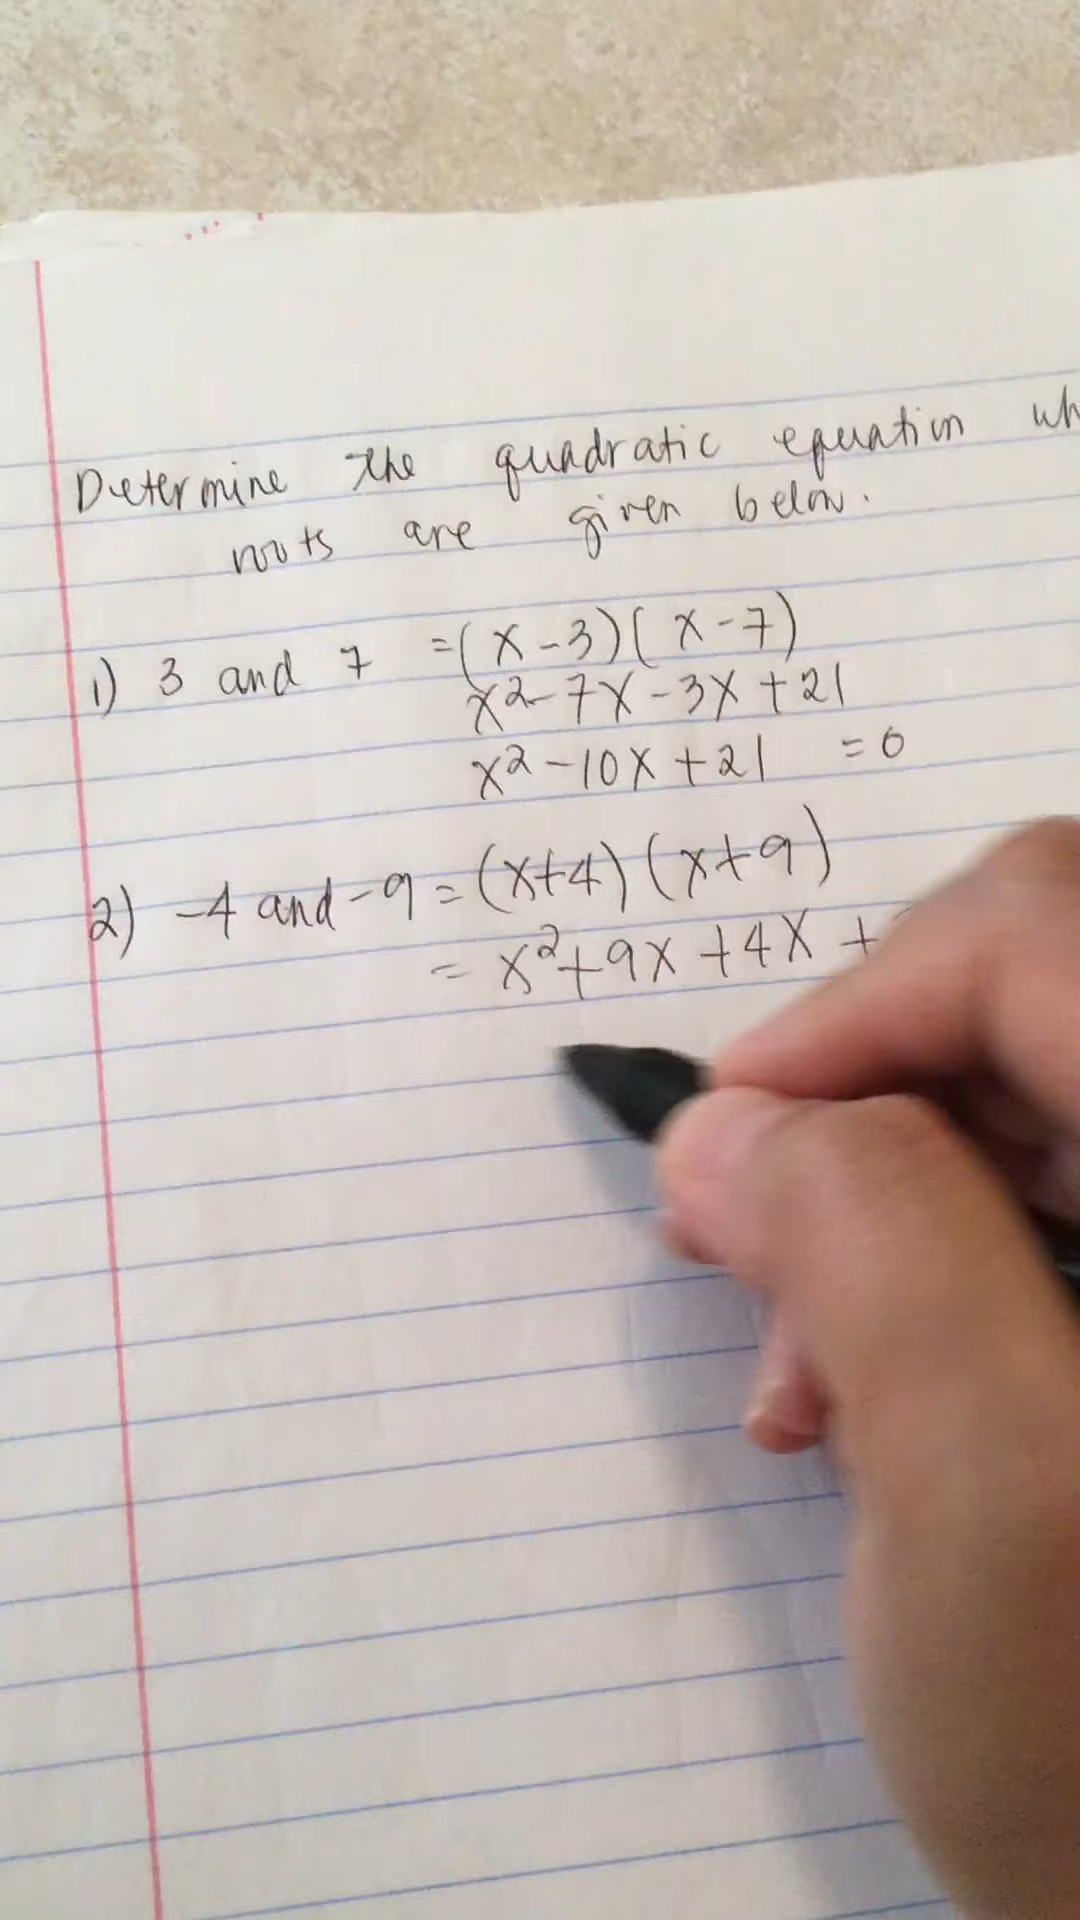 Determine the quadratic equation wh
roots are given below.
1) 3 and 7 =(x-3)(x-7)
x²-7x-3x+21
x²-10x+21 =0
2) -4 and -9 = (x+4)(x+9)
= x²+9x+4x+